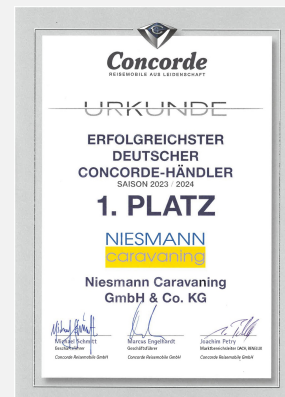 Concorde
REISEMOBILE AUS LEIDENSCHAFT
URKUNDE
ERFOLGREICHSTER
DEUTSCHER
CONCORDE-HÄNDLER
SAISON 2023 / 2024
1. PLATZ
NIESMANN
caravaning
Niesmann Caravaning
GmbH & Co. KG
Michael Schmitt Marcus Engelhardt Joachim Petry
Geschäftsführer Geschäftsführer
Concorde Reisemobile GmbH Concorde Reisemobile GmbH Concorde Reisemobile GmbH